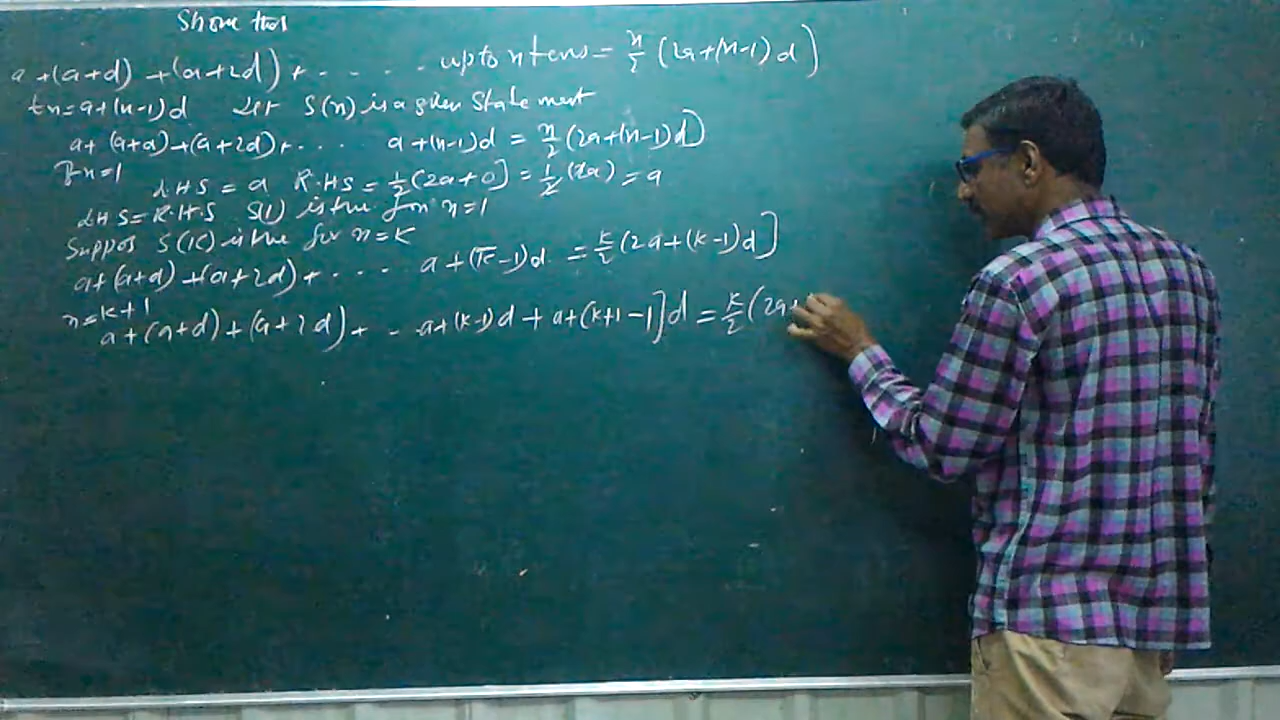 Show that
a + (a+d) + (a+2d) + . . . . . upto n terms = n/2 (2a+(n-1)d)
tn = a+(n-1)d Let S(n) is a given statement
a + (a+d) + (a+2d) + . . . . a+(n-1)d = n/2 (2a+(n-1)d)
n=1
LHS = a R.HS = 1/2 (2a+0] = 1/2 (2a) = a
LHS = R.H.S S(1) is true for n=1
Suppos S(K) is true for n=K
a + (a+d) + (a+2d) + . . . . a+(k-1)d = k/2 (2a+(k-1)d]
n=k+1
a + (a+d) + (a+2d) + - a+(k-1)d + a+(k+1-1]d = k/2 (2a+